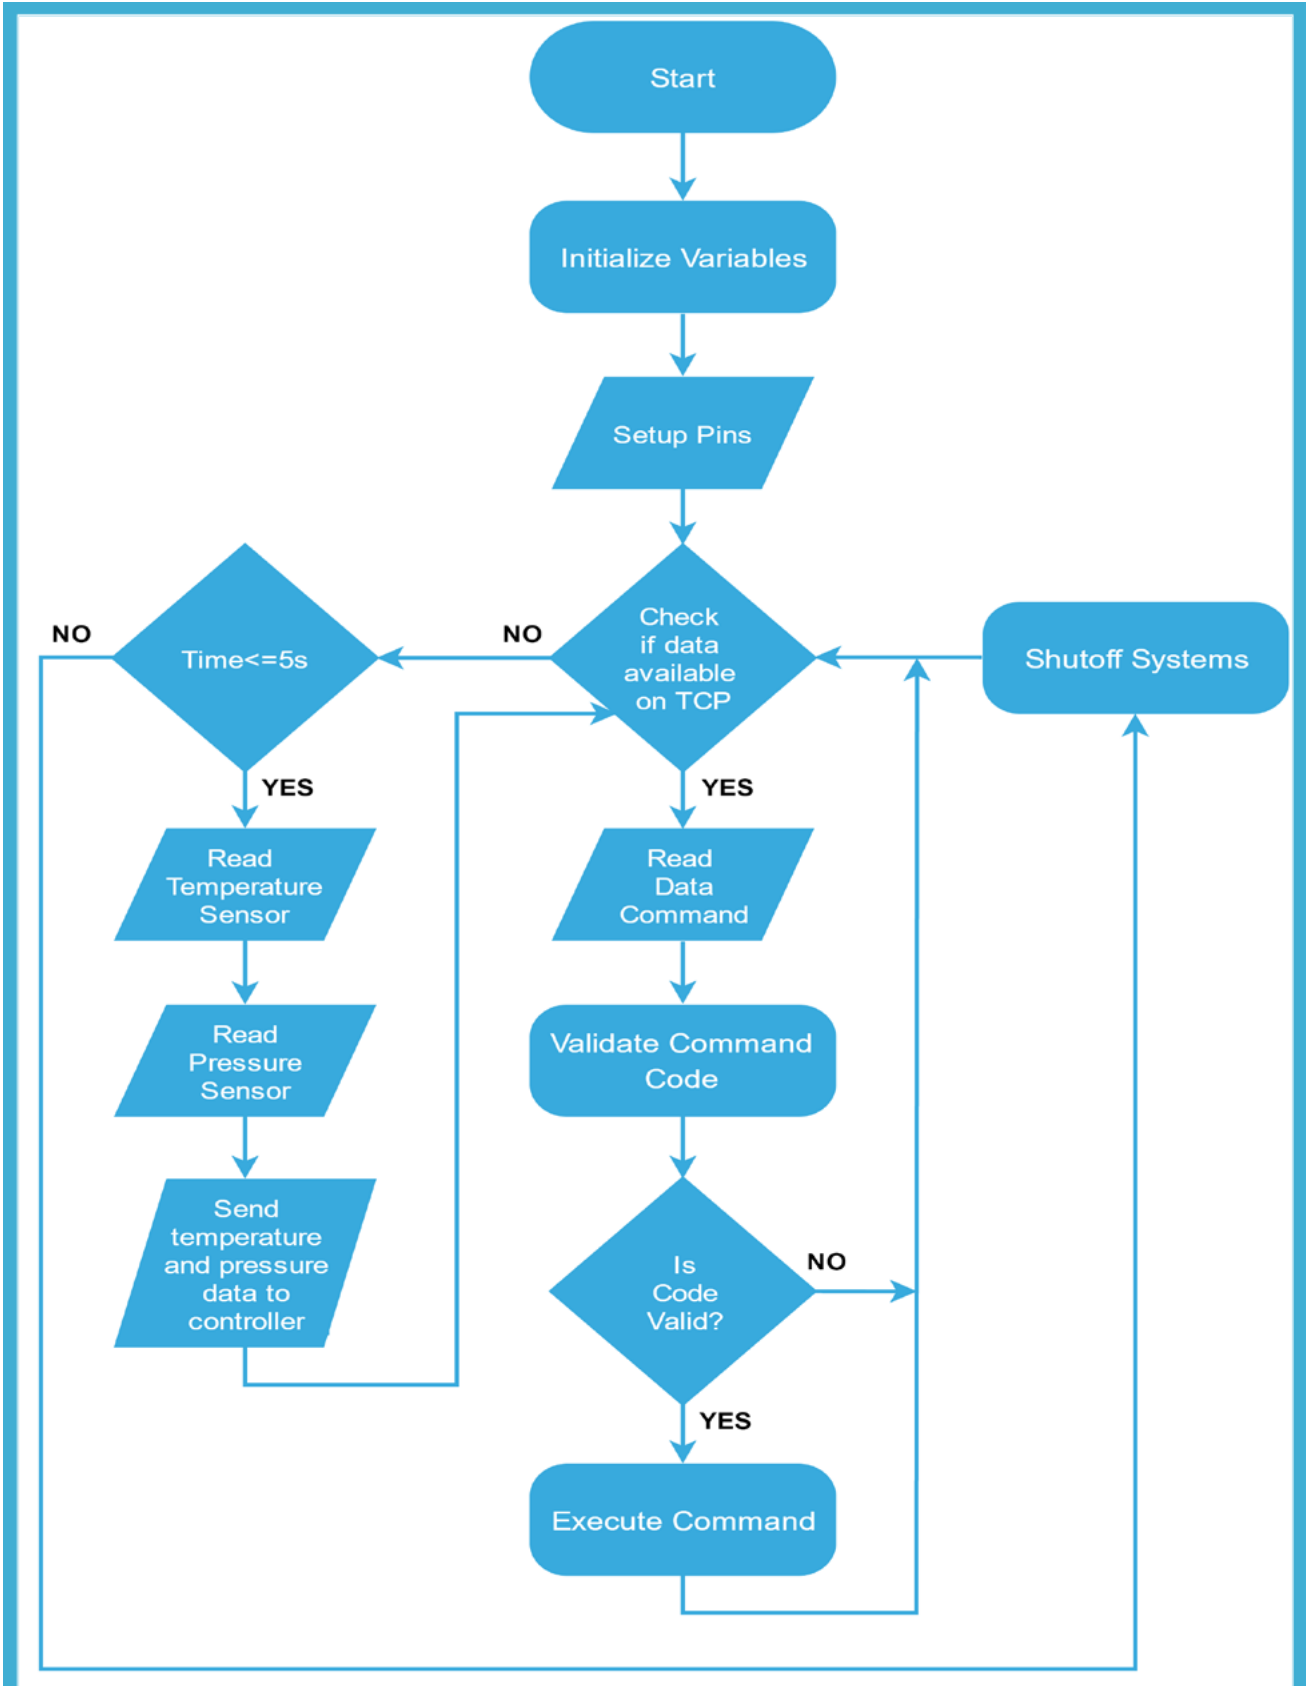 Start
Initialize Variables
Setup Pins
Check
if data
available
on TCP
NO
Time<=5s
NO
Shutoff Systems
YES
Read
Temperature
Sensor
Read
Pressure
Sensor
Send
temperature
and pressure
data to
controller
YES
Read
Data
Command
Validate Command
Code
Is
Code
Valid?
NO
YES
Execute Command